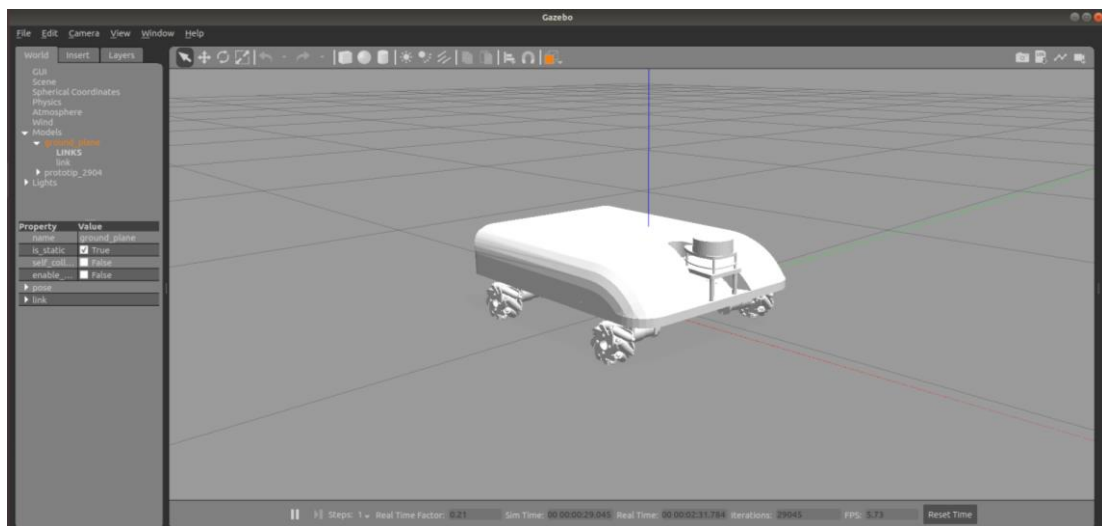 Gazebo
File Edit Camera View Window Help
World Insert Layers
GUI
Scene
Spherical Coordinates
Physics
Atmosphere
Wind
Models
ground_plane
LINKS
link
prototip_2904
Lights
Property Value
name ground_plane
is_static True
self_coll... False
enable_... False
pose
link
Steps: 1 Real Time Factor: 0.21 Sim Time: 00 00:00:29.045 Real Time: 00 00:02:31.784 Iterations: 29045 FPS: 5.73 Reset Time